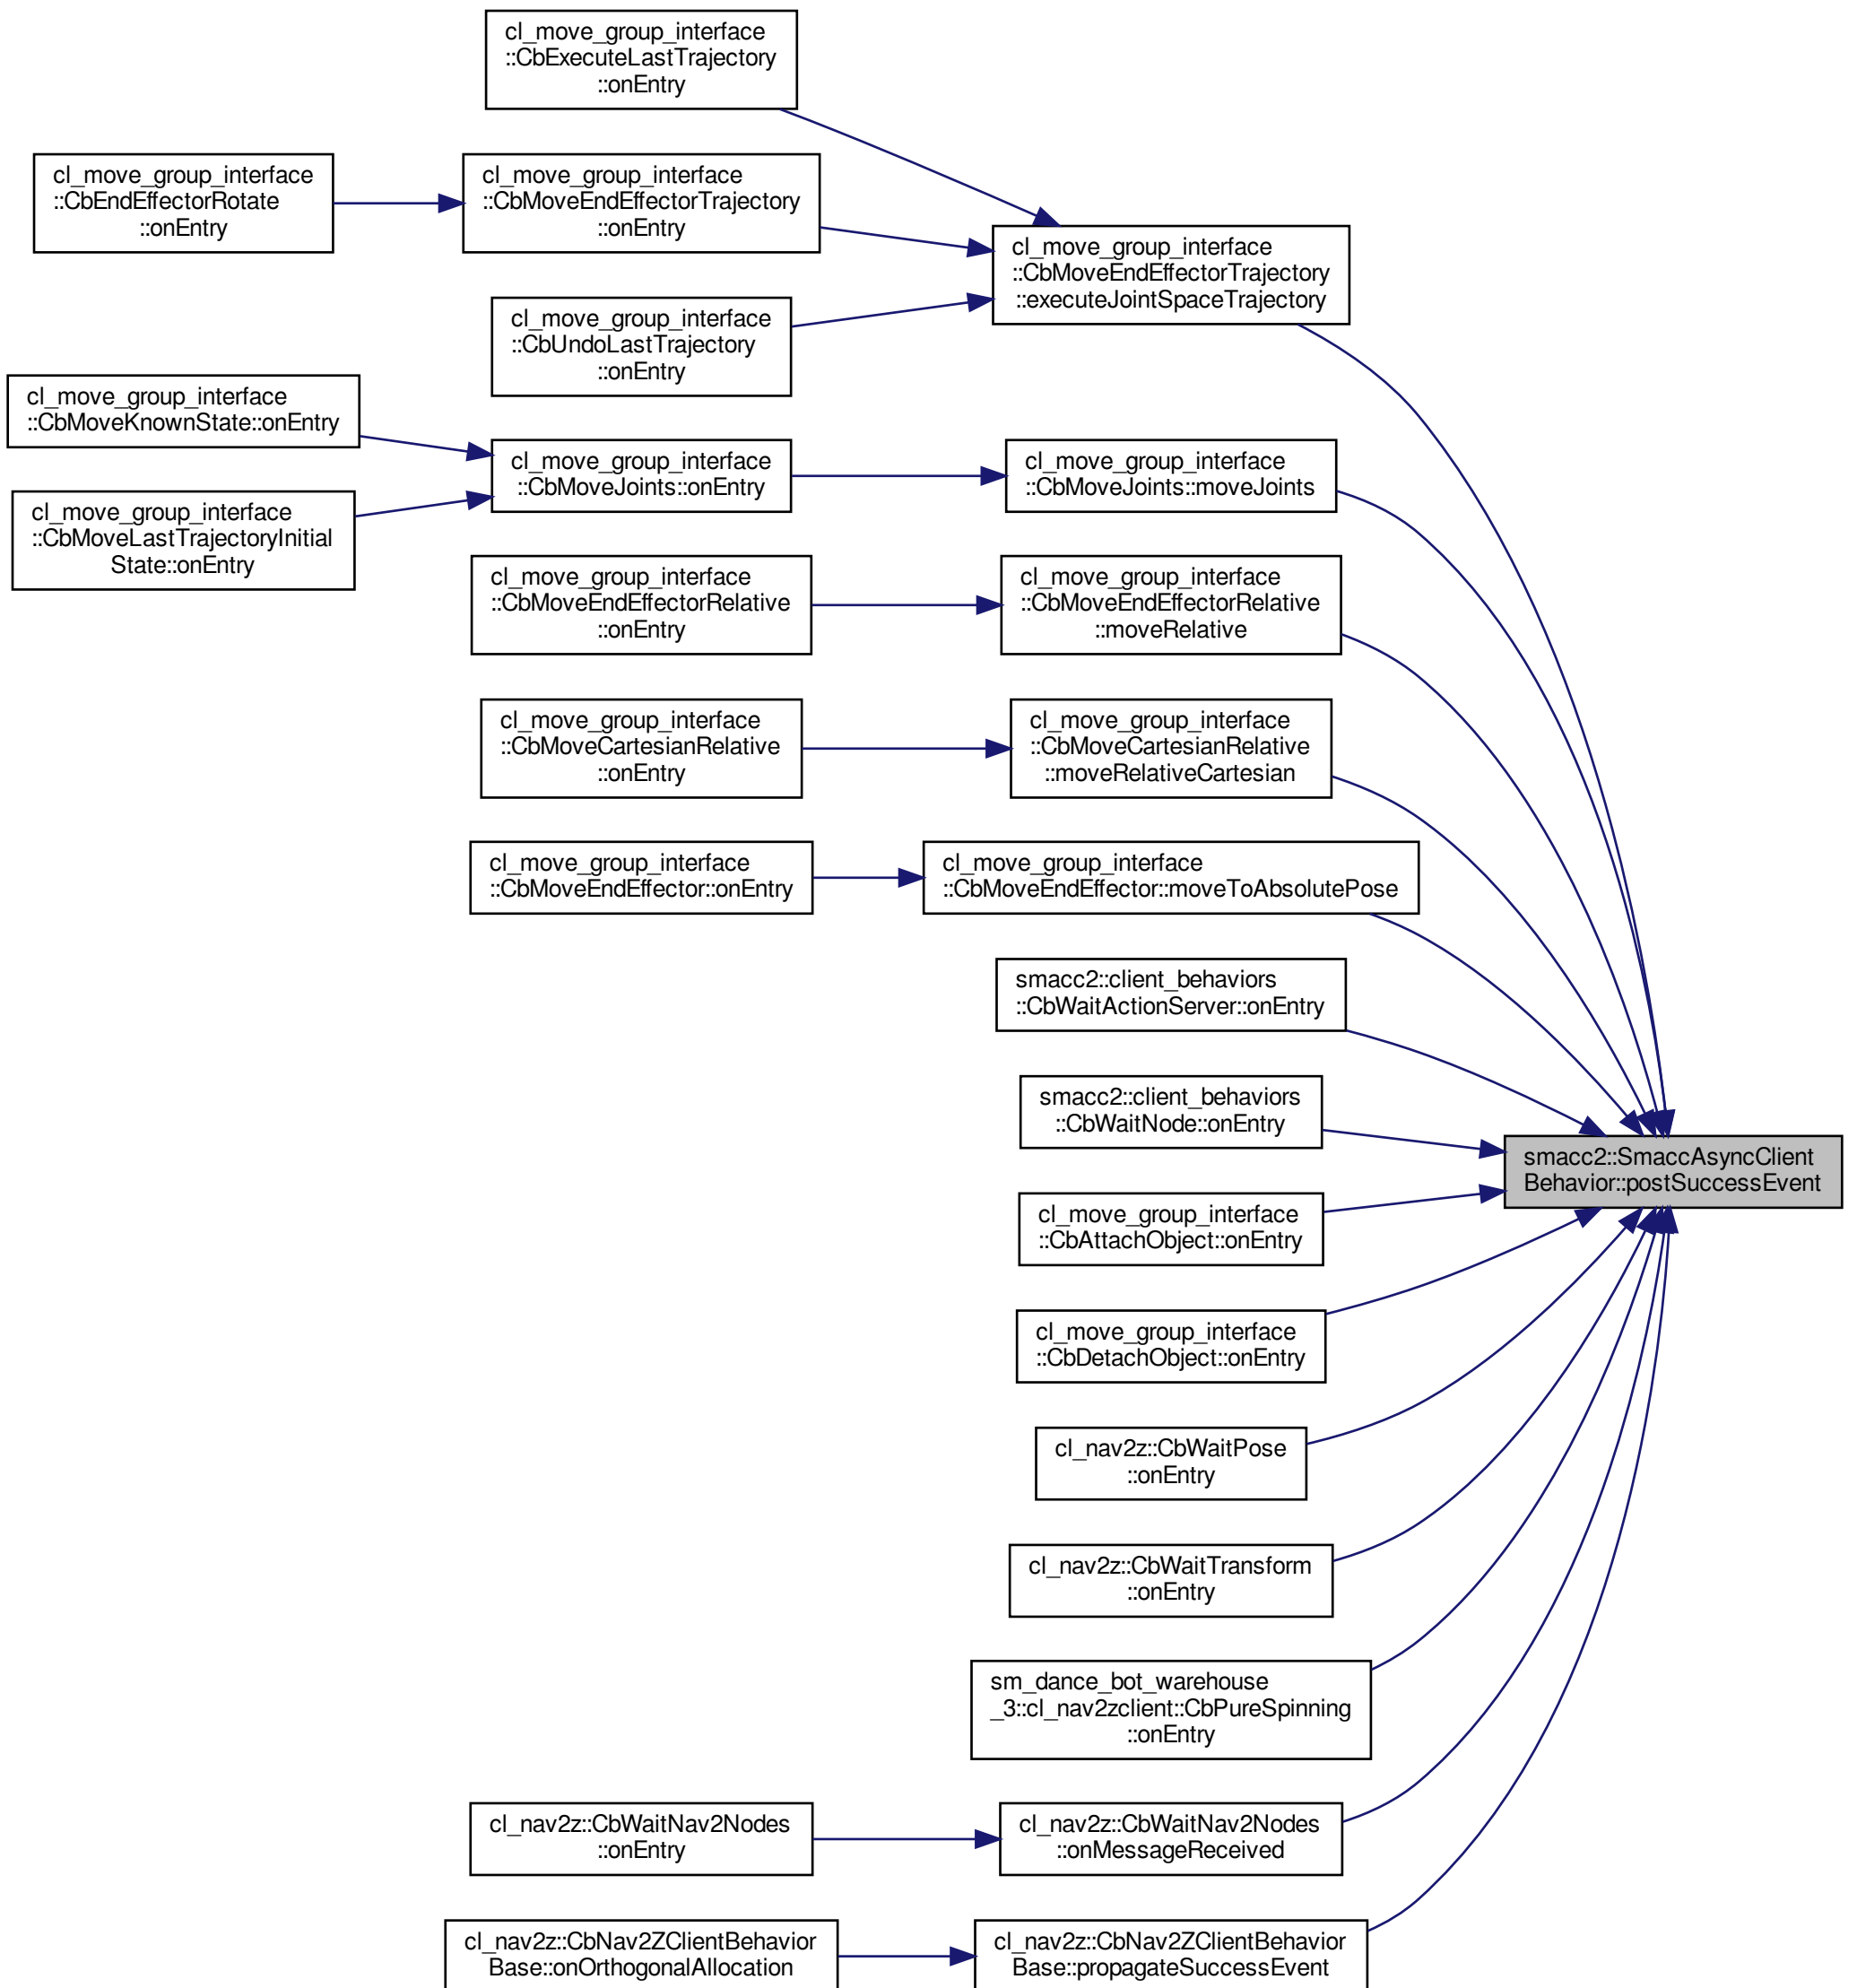 cl_move_group_interface
::CbExecuteLastTrajectory
::onEntry
cl_move_group_interface
::CbEndEffectorRotate
::onEntry
cl_move_group_interface
::CbMoveEndEffectorTrajectory
::onEntry
cl_move_group_interface
::CbMoveEndEffectorTrajectory
::executeJointSpaceTrajectory
cl_move_group_interface
::CbUndoLastTrajectory
::onEntry
cl_move_group_interface
::CbMoveKnownState::onEntry
cl_move_group_interface
::CbMoveJoints::onEntry
cl_move_group_interface
::CbMoveJoints::moveJoints
cl_move_group_interface
::CbMoveLastTrajectoryInitial
State::onEntry
cl_move_group_interface
::CbMoveEndEffectorRelative
::onEntry
cl_move_group_interface
::CbMoveEndEffectorRelative
::moveRelative
cl_move_group_interface
::CbMoveCartesianRelative
::onEntry
cl_move_group_interface
::CbMoveCartesianRelative
::moveRelativeCartesian
cl_move_group_interface
::CbMoveEndEffector::onEntry
cl_move_group_interface
::CbMoveEndEffector::moveToAbsolutePose
smacc2::client_behaviors
::CbWaitActionServer::onEntry
smacc2::client_behaviors
::CbWaitNode::onEntry
smacc2::SmaccAsyncClient
Behavior::postSuccessEvent
cl_move_group_interface
::CbAttachObject::onEntry
cl_move_group_interface
::CbDetachObject::onEntry
cl_nav2z::CbWaitPose
::onEntry
cl_nav2z::CbWaitTransform
::onEntry
sm_dance_bot_warehouse
_3::cl_nav2zclient::CbPureSpinning
::onEntry
cl_nav2z::CbWaitNav2Nodes
::onEntry
cl_nav2z::CbWaitNav2Nodes
::onMessageReceived
cl_nav2z::CbNav2ZClientBehavior
Base::onOrthogonalAllocation
cl_nav2z::CbNav2ZClientBehavior
Base::propagateSuccessEvent